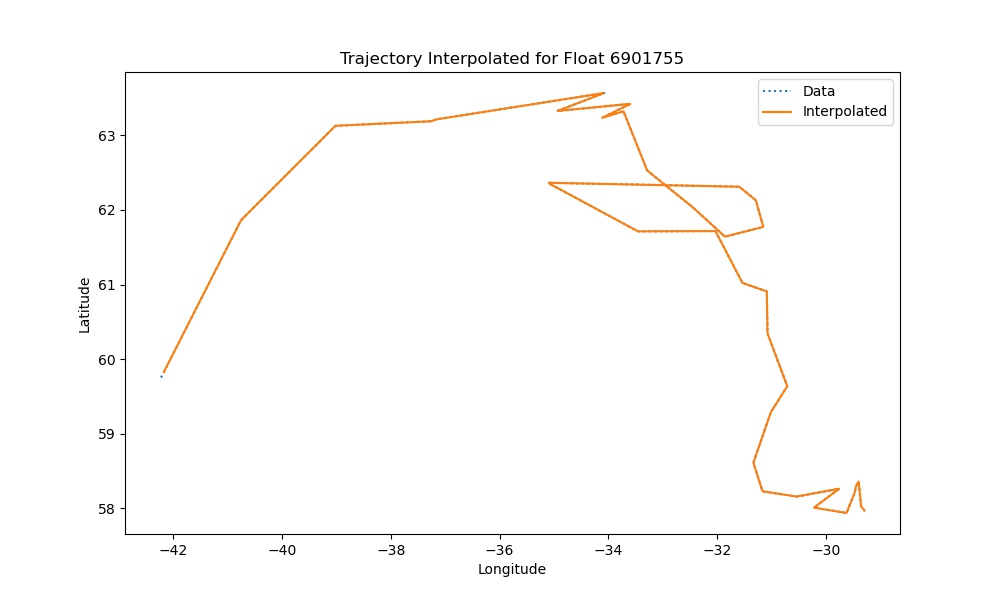 Trajectory Interpolated for Float 6901755
Data
Interpolated
63
62
61
60
59
58
Latitude
−42
−40
−38
−36
−34
−32
−30
Longitude